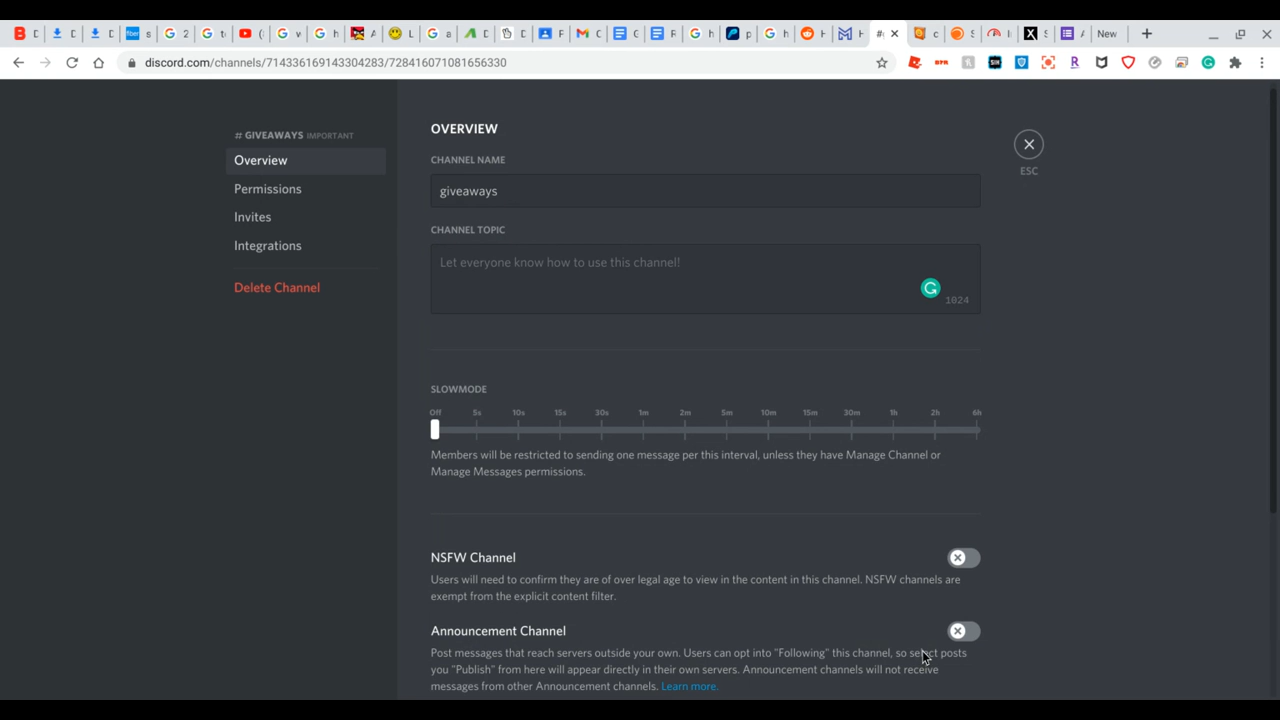 discord.com/channels/714336169143304283/728416071081656330
# GIVEAWAYS IMPORTANT
Overview
Permissions
Invites
Integrations
Delete Channel
OVERVIEW
CHANNEL NAME
giveaways
CHANNEL TOPIC
Let everyone know how to use this channel!
1024
ESC
SLOWMODE
Off 5s 10s 15s 30s 1m 2m 5m 10m 15m 30m 1h 2h 6h
Members will be restricted to sending one message per this interval, unless they have Manage Channel or
Manage Messages permissions.
NSFW Channel
Users will need to confirm they are of over legal age to view in the content in this channel. NSFW channels are
exempt from the explicit content filter.
Announcement Channel
Post messages that reach servers outside your own. Users can opt into "Following" this channel, so select posts
you "Publish" from here will appear directly in their own servers. Announcement channels will not receive
messages from other Announcement channels. Learn more.
New